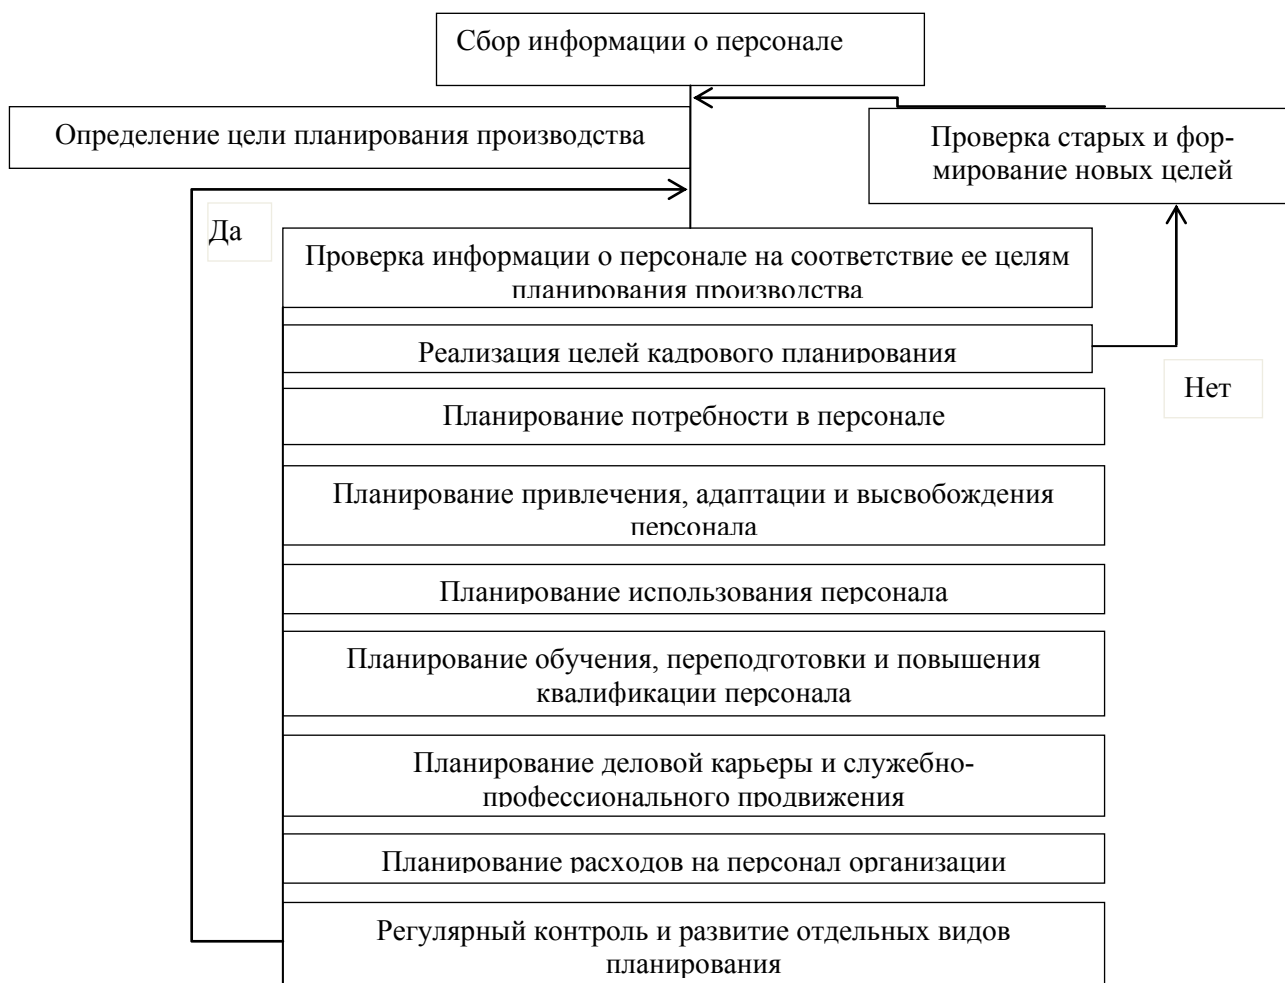 Сбор информации о персонале
Определение цели планирования производства
Проверка старых и фор-
мирование новых целей
Да
Проверка информации о персонале на соответствие ее целям
планирования производства
Реализация целей кадрового планирования
Нет
Планирование потребности в персонале
Планирование привлечения, адаптации и высвобождения
персонала
Планирование использования персонала
Планирование обучения, переподготовки и повышения
квалификации персонала
Планирование деловой карьеры и служебно-
профессионального продвижения
Планирование расходов на персонал организации
Регулярный контроль и развитие отдельных видов
планирования